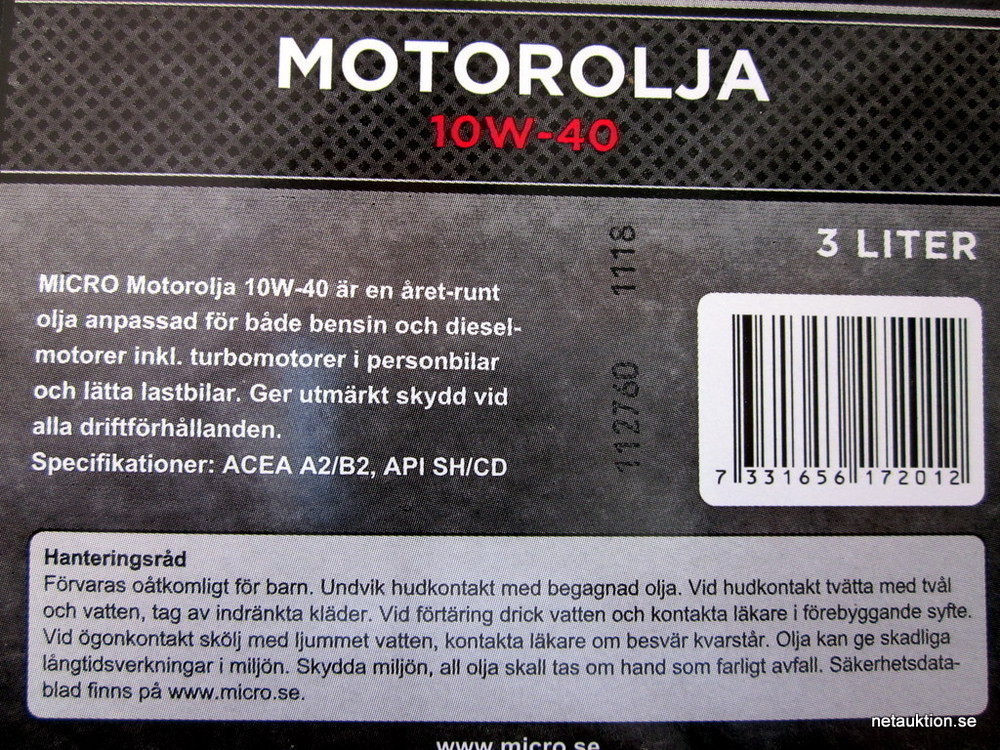 MOTOROLJA
10W-40
3 LITER
MICRO Motorolja 10W-40 är en året-runt
olja anpassad för både bensin och diesel-
motorer inkl. turbomotorer i personbilar
och lätta lastbilar. Ger utmärkt skydd vid
alla driftförhållanden.
Specifikationer: ACEA A2/B2, API SH/CD
112760 1118
7 331656 172012
Hanteringsråd
Förvaras oåtkomligt för barn. Undvik hudkontakt med begagnad olja. Vid hudkontakt tvätta med tvål
och vatten, tag av indränkta kläder. Vid förtäring drick vatten och kontakta läkare i förebyggande syfte.
Vid ögonkontakt skölj med ljummet vatten, kontakta läkare om besvär kvarstår. Olja kan ge skadliga
långtidsverkningar i miljön. Skydda miljön, all olja skall tas om hand som farligt avfall. Säkerhetsdata-
blad finns på www.micro.se.
netauktion.se
www.micro.se